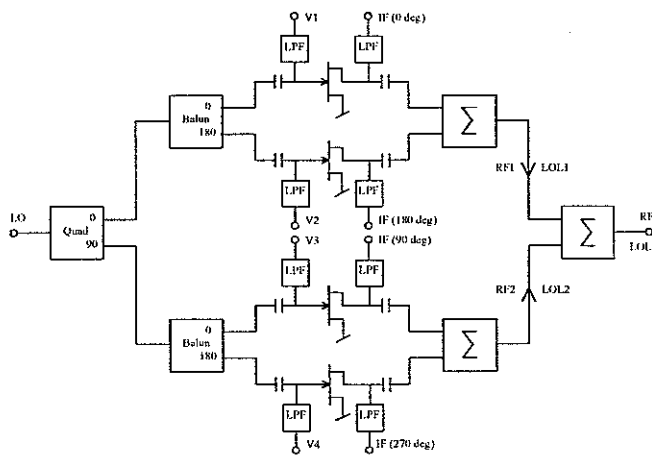 V1 IF (0 deg)
LPF LPF
0
Balun
180
Σ
LPF LPF
V2 IF (180 deg)
RF1 LOL1
LO
0
Quad
90
Σ
RF
LOL
V3 IF (90 deg)
LPF LPF
RF2 LOL2
0
Balun
180
Σ
LPF LPF
V4 IF (270 deg)